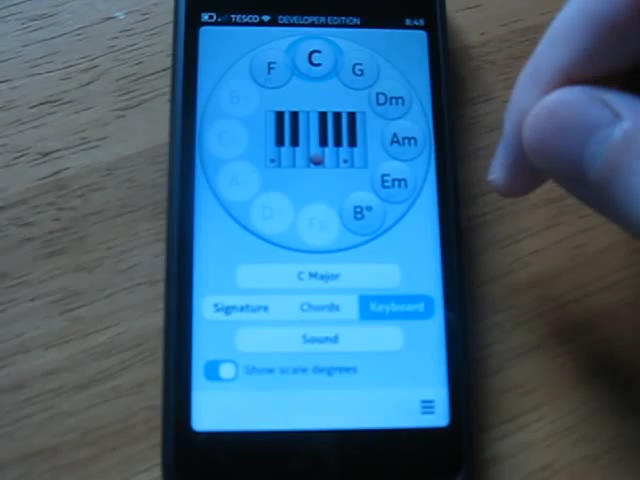 TESCO DEVELOPER EDITION 8:45
C
F G
Dm
Am
Em
B°
F#
C Major
Signature Chords Keyboard
Sound
Show scale degrees